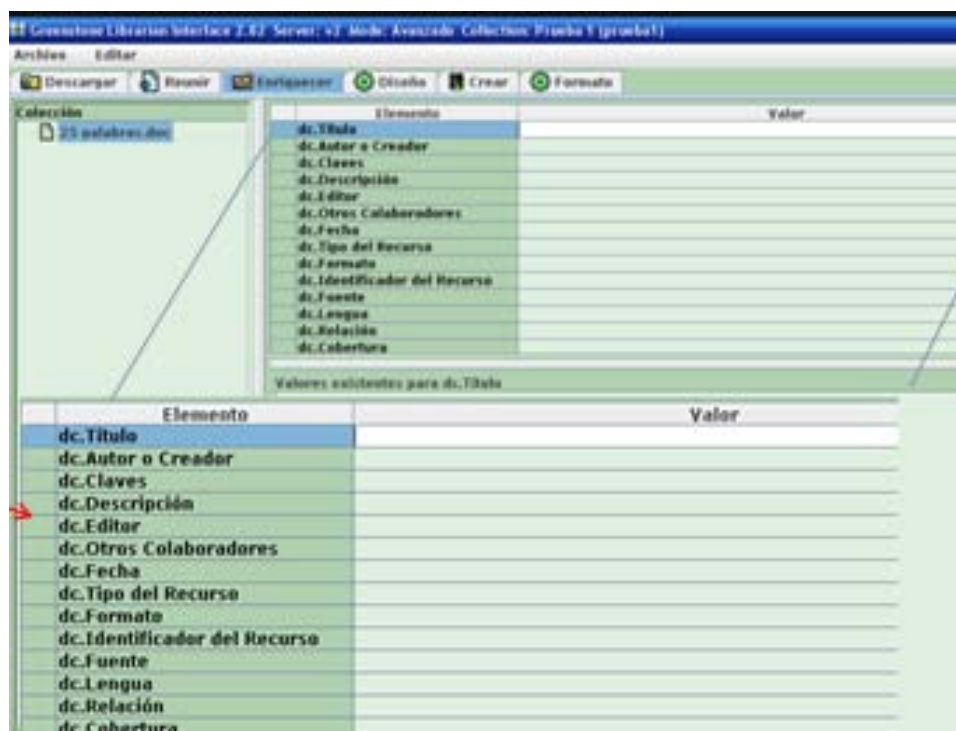 Greenstone Librarian Interface 2.82 Server: v2 Mode: Avanzado Collection: Prueba 1 (prueba1)
Archivo Editar
Descargar Reunir Enriquecer Diseño Crear Formato
Colección
25 palabras.doc
Elemento Valor
dc.Título
dc.Autor o Creador
dc.Claves
dc.Descripción
dc.Editor
dc.Otros Colaboradores
dc.Fecha
dc.Tipo del Recurso
dc.Formato
dc.Identificador del Recurso
dc.Fuente
dc.Lengua
dc.Relación
dc.Cobertura
Valores existentes para dc.Título
Elemento Valor
dc.Título
dc.Autor o Creador
dc.Claves
dc.Descripción
dc.Editor
dc.Otros Colaboradores
dc.Fecha
dc.Tipo del Recurso
dc.Formato
dc.Identificador del Recurso
dc.Fuente
dc.Lengua
dc.Relación
dc.Cobertura